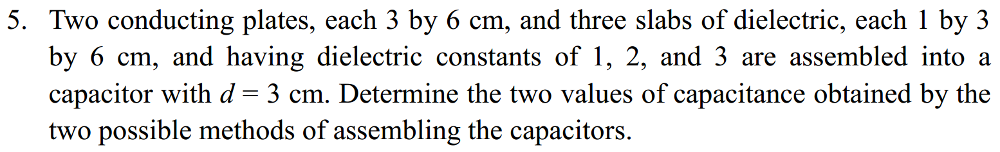 5. Two conducting plates, each 3 by 6 cm, and three slabs of dielectric, each 1 by 3
by 6 cm, and having dielectric constants of 1, 2, and 3 are assembled into a
capacitor with d = 3 cm. Determine the two values of capacitance obtained by the
two possible methods of assembling the capacitors.